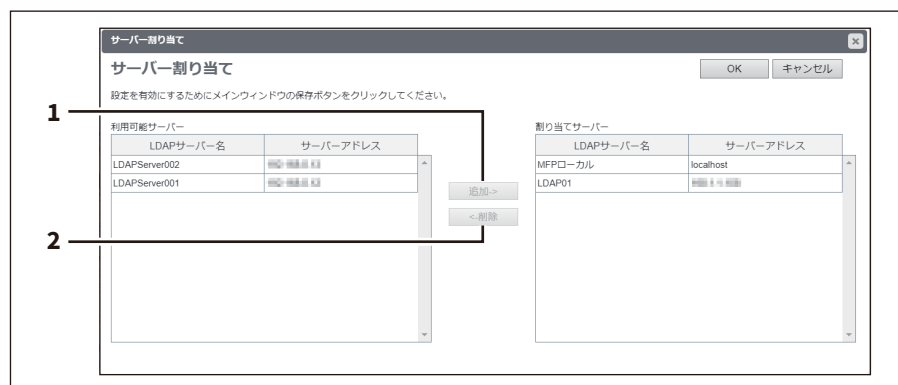 サーバー割り当て
サーバー割り当て
OK キャンセル
設定を有効にするためにメインウィンドウの保存ボタンをクリックしてください。
1
利用可能サーバー
LDAPサーバー名 サーバーアドレス
LDAPServer002
LDAPServer001
追加->
<-削除
2
割り当てサーバー
LDAPサーバー名 サーバーアドレス
MFPローカル localhost
LDAP01